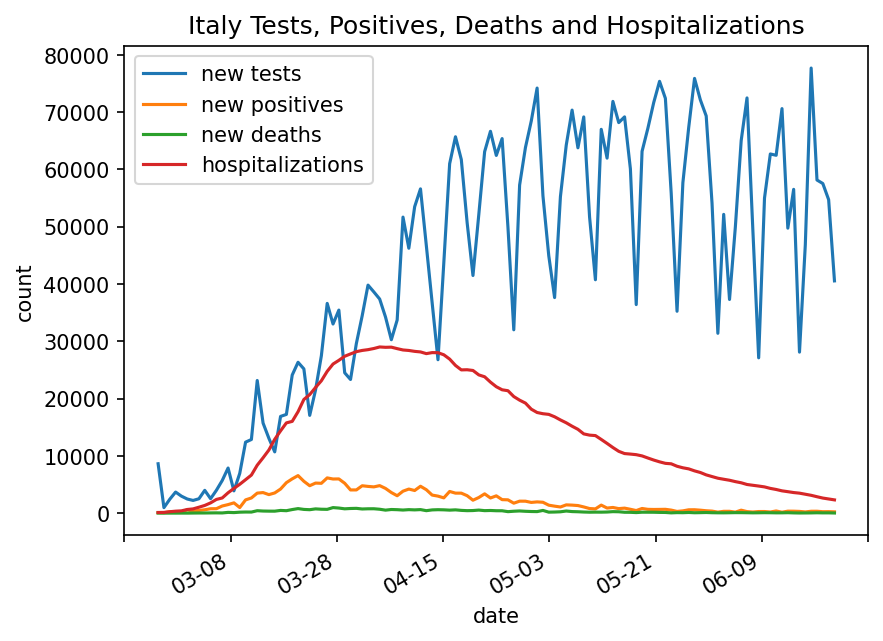 Italy Tests, Positives, Deaths and Hospitalizations
80000
70000
60000
50000
40000
30000
20000
10000
0
count
new tests
new positives
new deaths
hospitalizations
03-08
03-28
04-15
05-03
05-21
06-09
date